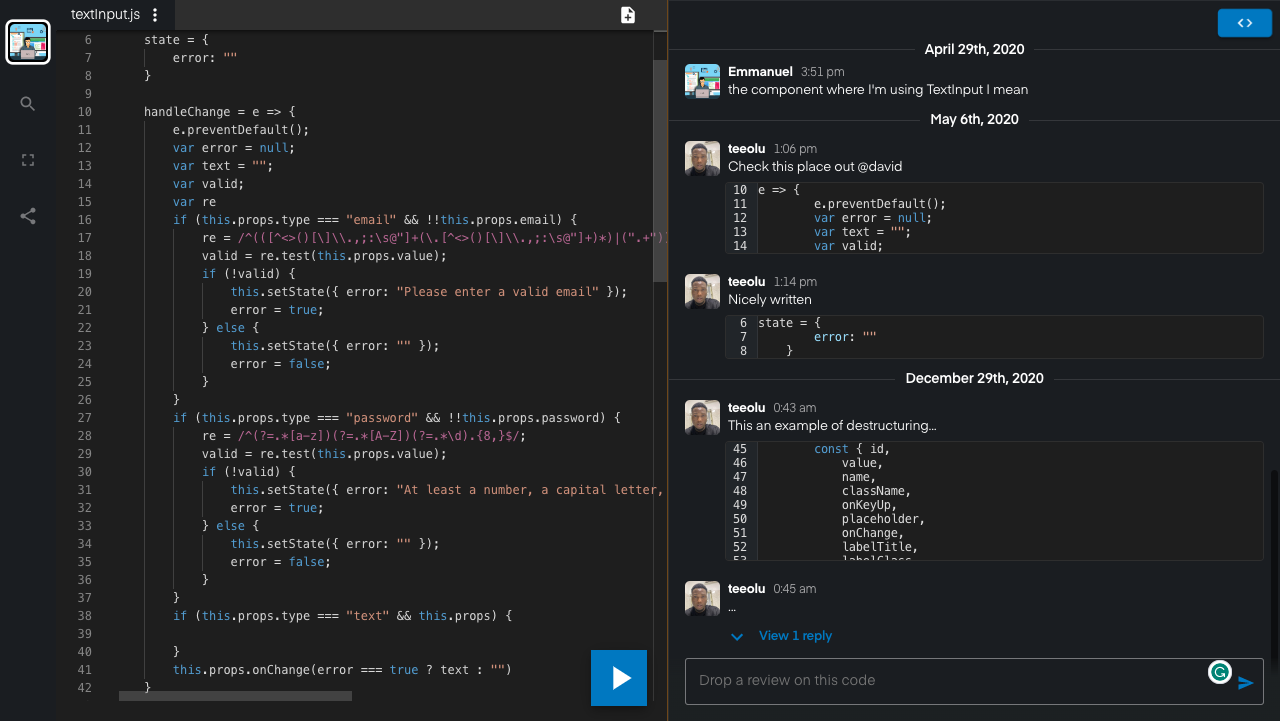 textInput.js
6 state = {
7 error: ""
8 }
9
10 handleChange = e => {
11 e.preventDefault();
12 var error = null;
13 var text = "";
14 var valid;
15 var re
16 if (this.props.type === "email" && !!this.props.email) {
17 re = /^(([^<>()[\]\\.,;:\s@"]+(\.[^<>()[\]\\.,;:\s@"]+)*)|(".+")
18 valid = re.test(this.props.value);
19 if (!valid) {
20 this.setState({ error: "Please enter a valid email" });
21 error = true;
22 } else {
23 this.setState({ error: "" });
24 error = false;
25 }
26 }
27 if (this.props.type === "password" && !!this.props.password) {
28 re = /^(?=.*[a-z])(?=.*[A-Z])(?=.*\d).{8,}$/;
29 valid = re.test(this.props.value);
30 if (!valid) {
31 this.setState({ error: "At least a number, a capital letter,
32 error = true;
33 } else {
34 this.setState({ error: "" });
35 error = false;
36 }
37 }
38 if (this.props.type === "text" && this.props) {
39
40 }
41 this.props.onChange(error === true ? text : "")
42 }
April 29th, 2020
Emmanuel 3:51 pm
the component where I'm using TextInput I mean
May 6th, 2020
teeolu 1:06 pm
Check this place out @david
10 e => {
11 e.preventDefault();
12 var error = null;
13 var text = "";
14 var valid;
teeolu 1:14 pm
Nicely written
6 state = {
7 error: ""
8 }
December 29th, 2020
teeolu 0:43 am
This an example of destructuring...
45 const { id,
46 value,
47 name,
48 className,
49 onKeyUp,
50 placeholder,
51 onChange,
52 labelTitle,
53 labelClass
teeolu 0:45 am
...
View 1 reply
Drop a review on this code